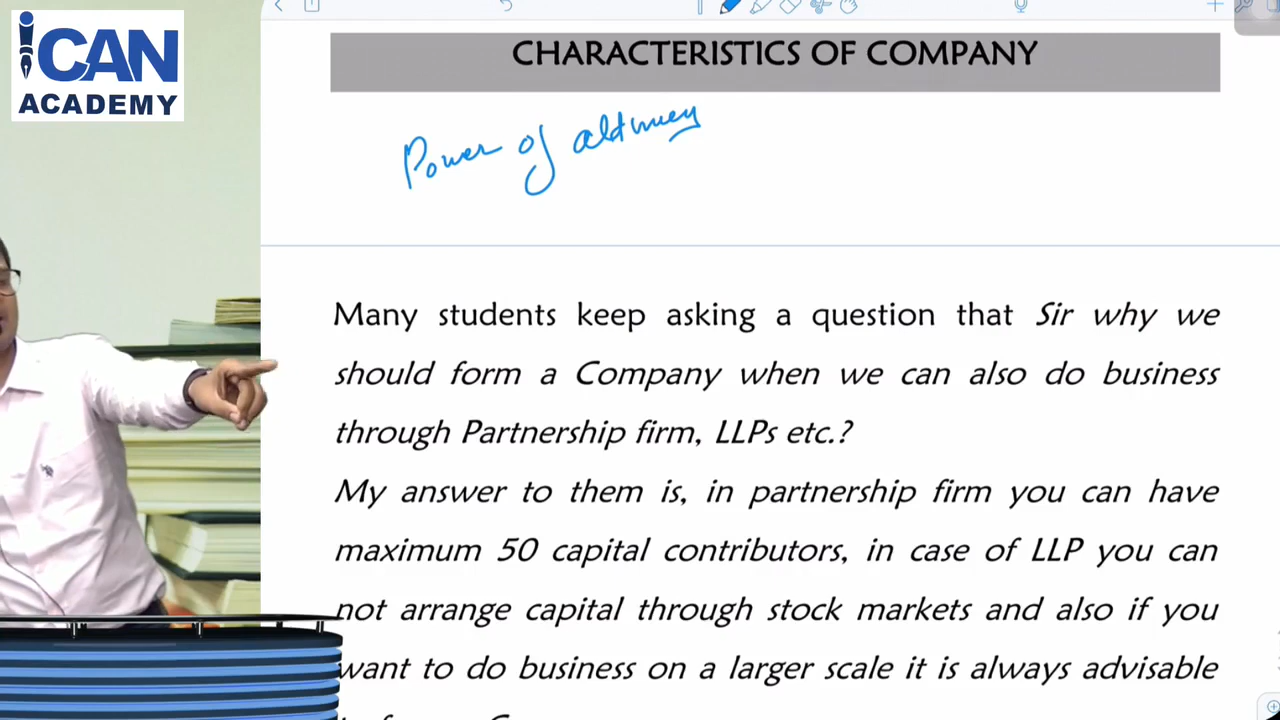 iCAN
ACADEMY
CHARACTERISTICS OF COMPANY
Power of
Many students keep asking a question that Sir why we
should form a Company when we can also do business
through Partnership firm, LLPs etc.?
My answer to them is, in partnership firm you can have
maximum 50 capital contributors, in case of LLP you can
not arrange capital through stock markets and also if you
want to do business on a larger scale it is always advisable